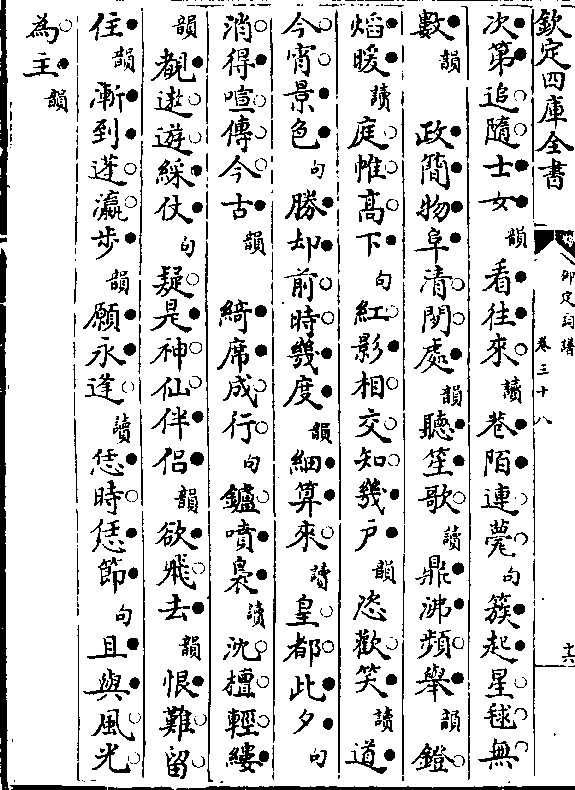 欽定四庫全書
御定詞譜
卷三十八
十六
次第追隨士女韻看往來讀巷陌連甍句簇起星毬無
數韻 政簡物阜清閑處韻聽笙歌讀鼎沸頻舉韻鐙
熖暖讀庭帷高下句紅影相交知幾戶韻恣歡笑讀道
今宵景色句勝却前時幾度韻細算來讀皇都此夕句
消得喧傳今古韻 綺席成行句鑪噴裊讀沈檀輕縷
韻覩遨遊綵仗句疑是神仙伴侶韻欲飛去韻恨難留
住韻漸到蓬瀛步韻願永逢讀恁時恁節句且與風光
為主韻